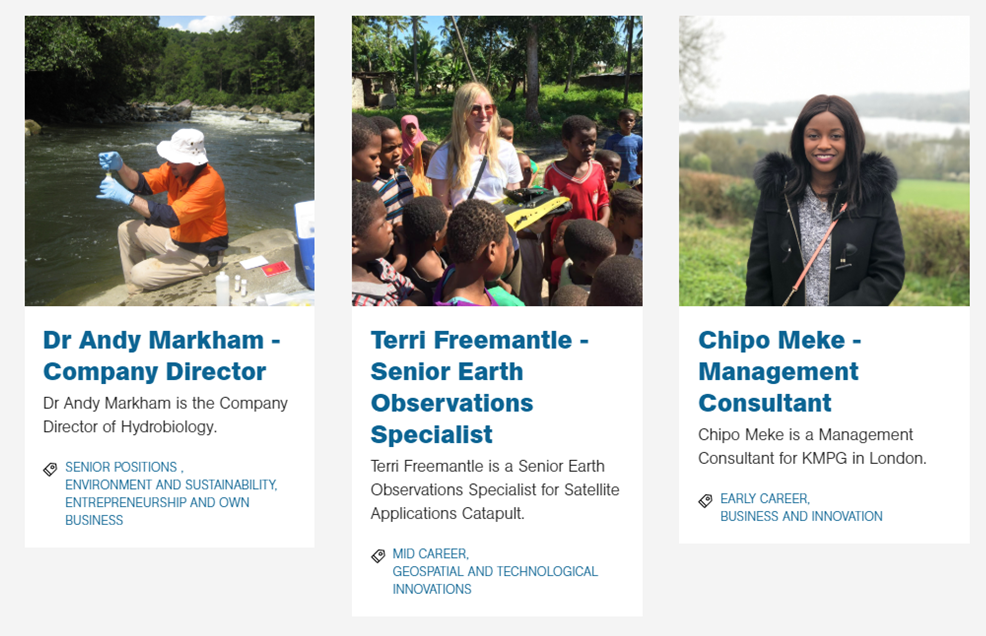 Dr Andy Markham -
Company Director
Dr Andy Markham is the Company
Director of Hydrobiology.
SENIOR POSITIONS ,
ENVIRONMENT AND SUSTAINABILITY,
ENTREPRENEURSHIP AND OWN
BUSINESS
Terri Freemantle -
Senior Earth
Observations
Specialist
Terri Freemantle is a Senior Earth
Observations Specialist for Satellite
Applications Catapult.
MID CAREER,
GEOSPATIAL AND TECHNOLOGICAL
INNOVATIONS
Chipo Meke -
Management
Consultant
Chipo Meke is a Management
Consultant for KMPG in London.
EARLY CAREER,
BUSINESS AND INNOVATION